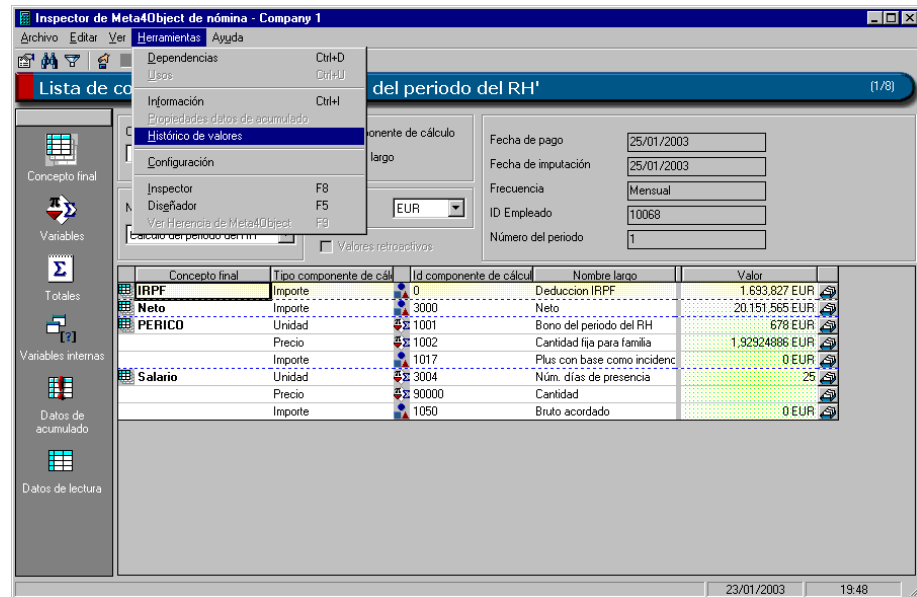 Inspector de Meta4Object de nómina - Company 1
Archivo Editar Ver Herramientas Ayuda
Dependencias Ctrl+D
Usos Ctrl+U
Información Ctrl+I
Propiedades datos de acumulado
Histórico de valores
Configuración
Inspector F8
Diseñador F5
Ver Herencia de Meta4Object F9
Lista de co
del periodo del RH'
(1/8)
Concepto final
Variables
Totales
Variables internas
Datos de acumulado
Datos de lectura
ponente de cálculo
largo
EUR
Cálculo del periodo del RH
Valores retroactivos
Fecha de pago 25/01/2003
Fecha de imputación 25/01/2003
Frecuencia Mensual
ID Empleado 10068
Número del periodo 1
Concepto final Tipo componente de cálc Id componente de cálcul Nombre largo Valor
IRPF Importe 0 Deduccion IRPF 1.693,827 EUR
Neto Importe 3000 Neto 20.151,565 EUR
PERICO Unidad 1001 Bono del periodo del RH 678 EUR
Precio 1002 Cantidad fija para familia 1,92924886 EUR
Importe 1017 Plus con base como incidenc 0 EUR
Salario Unidad 3004 Núm. días de presencia 25
Precio 90000 Cantidad
Importe 1050 Bruto acordado 0 EUR
23/01/2003 19:48